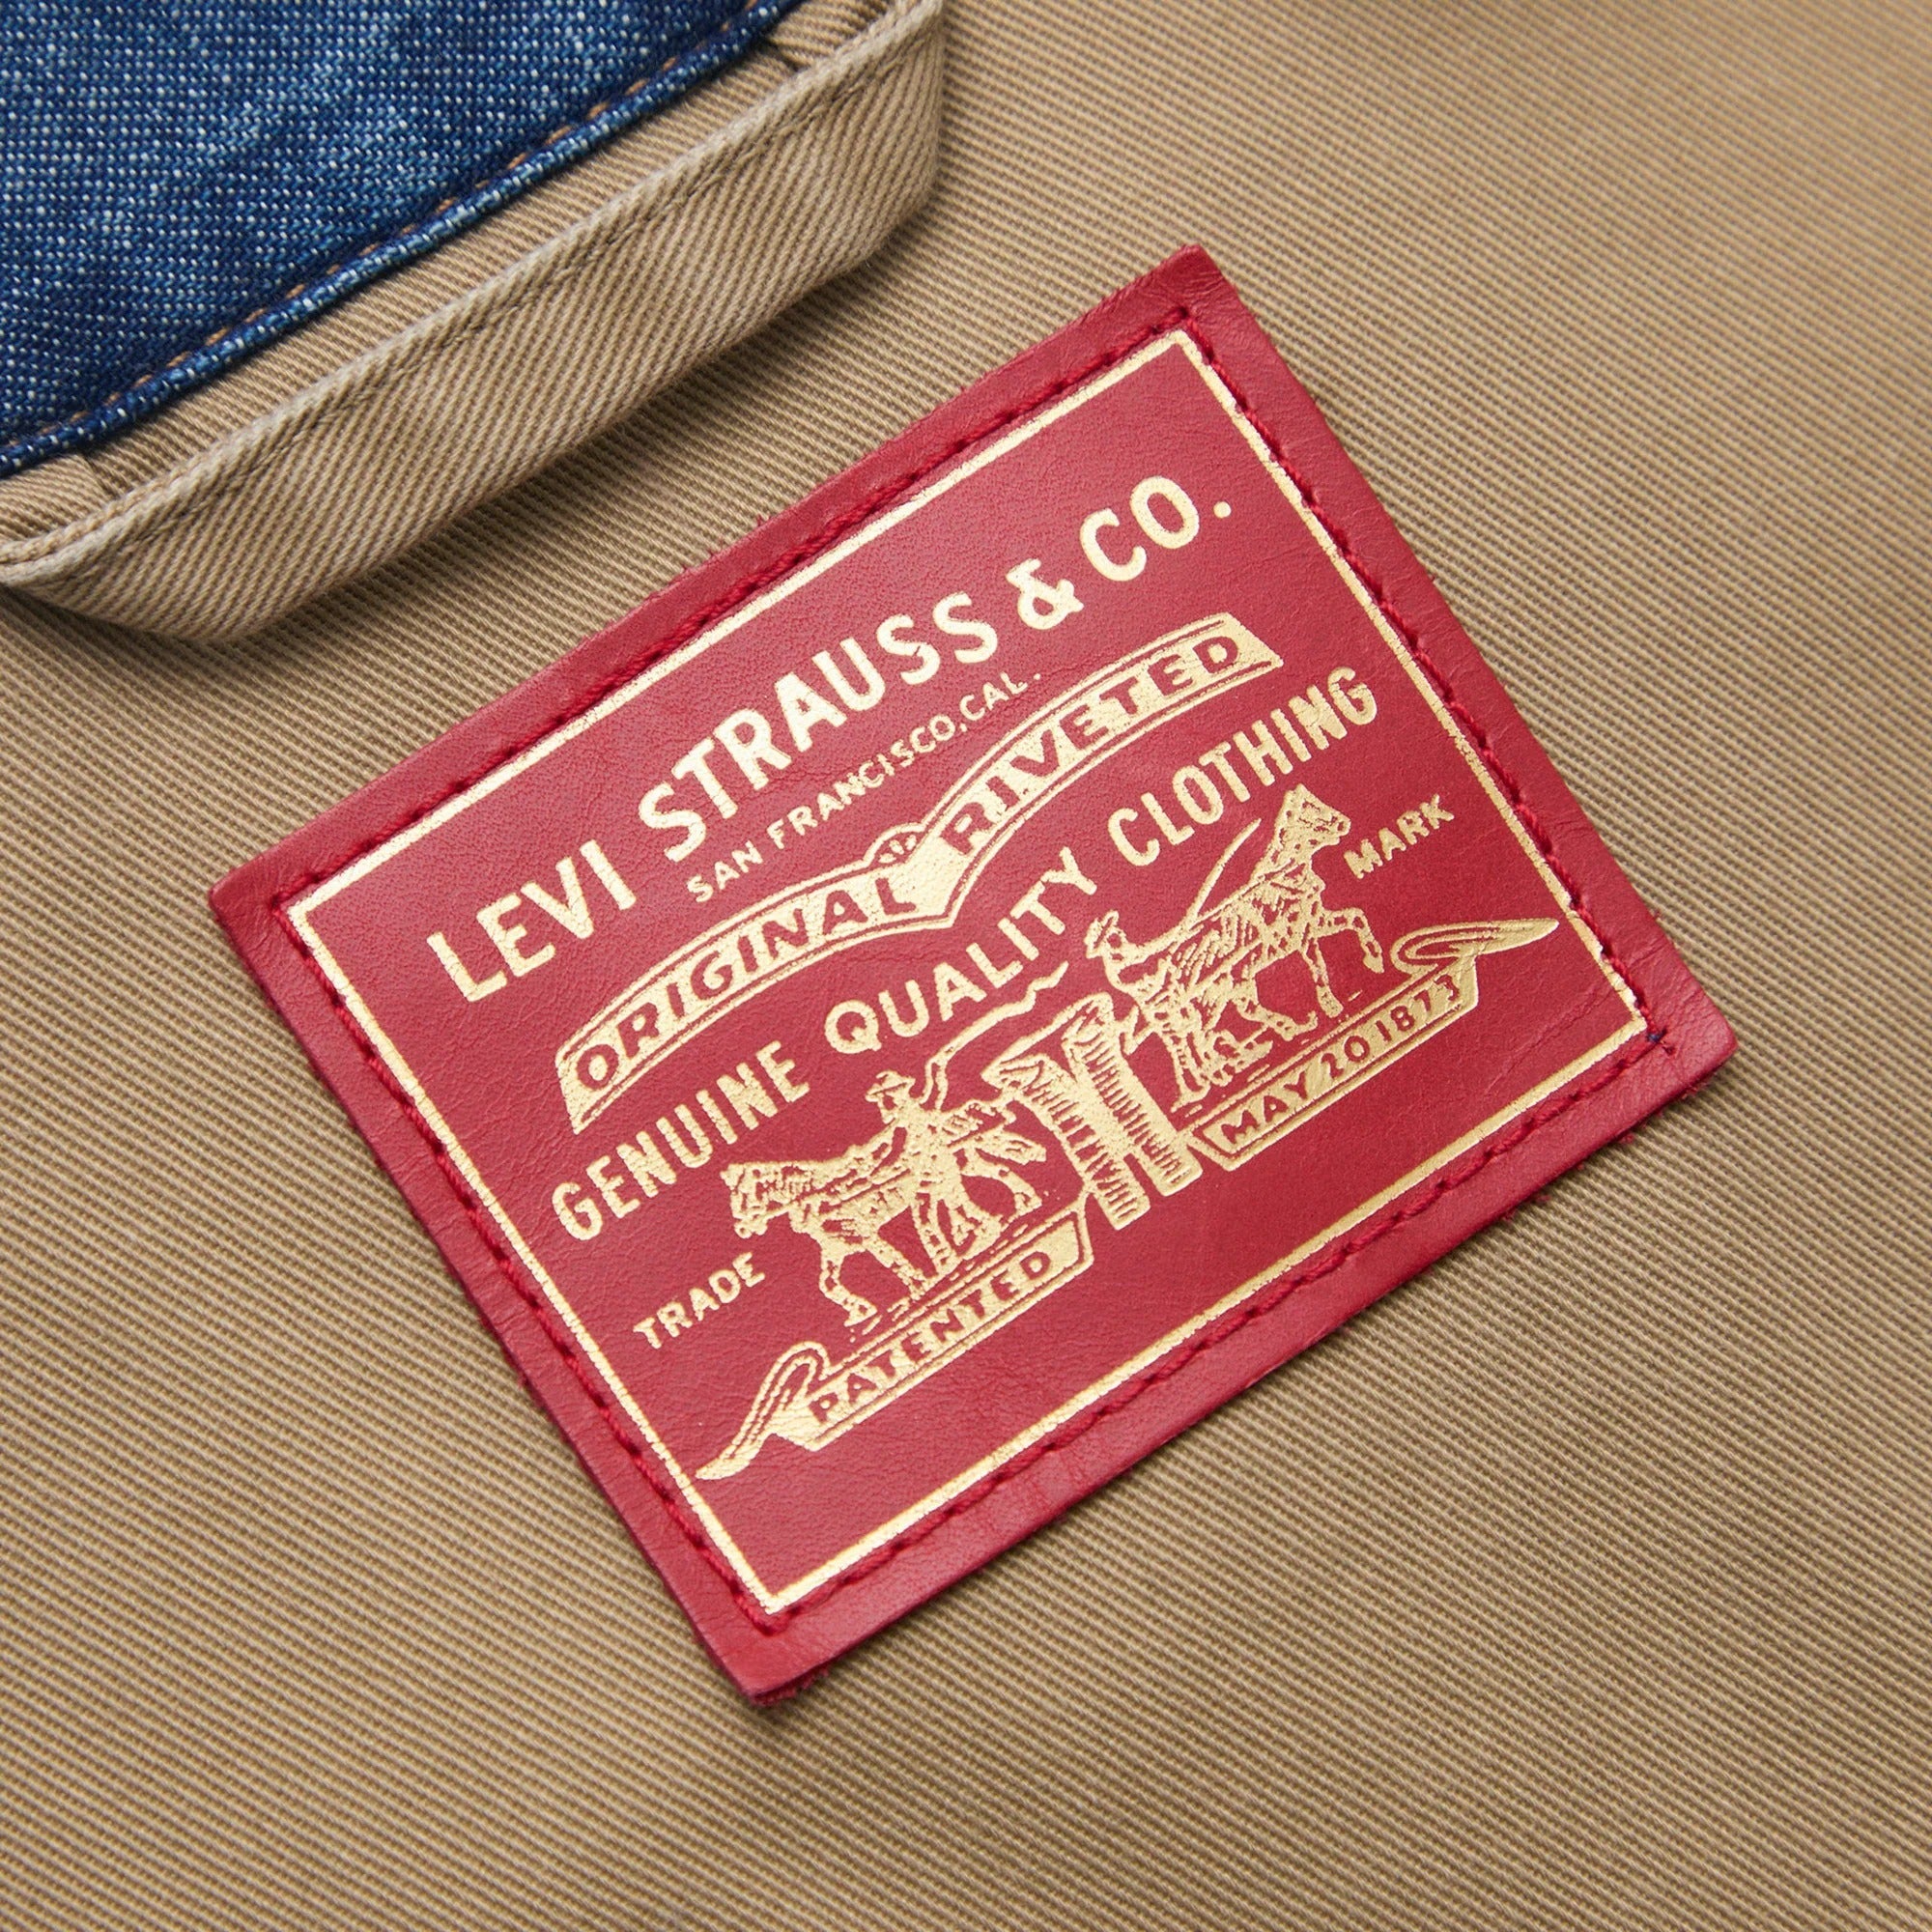 LEVI STRAUSS & CO.
SAN FRANCISCO, CAL.
ORIGINAL RIVETED
GENUINE QUALITY CLOTHING
TRADE MARK
PATENTED MAY 20 1873